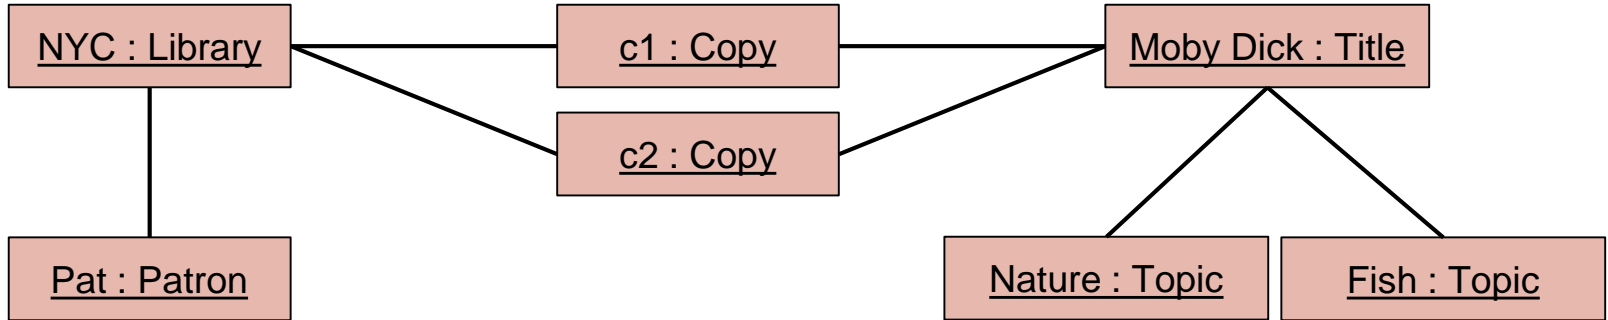 NYC : Library
c1 : Copy
Moby Dick : Title
c2 : Copy
Pat : Patron
Nature : Topic
Fish : Topic